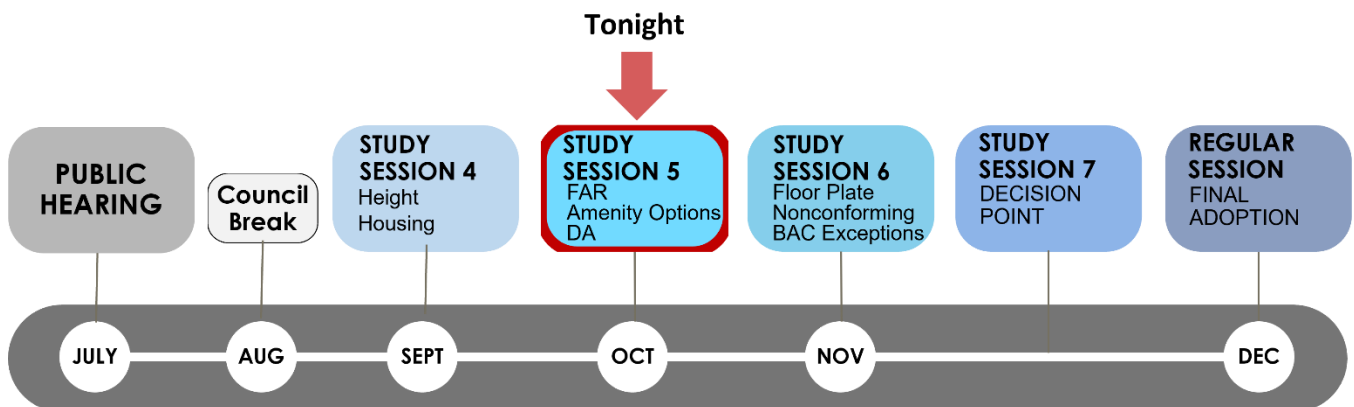 Tonight
PUBLIC
HEARING
Council
Break
STUDY
SESSION 4
Height
Housing
STUDY
SESSION 5
FAR
Amenity Options
DA
STUDY
SESSION 6
Floor Plate
Nonconforming
BAC Exceptions
STUDY
SESSION 7
DECISION
POINT
REGULAR
SESSION
FINAL
ADOPTION
JULY
AUG
SEPT
OCT
NOV
DEC